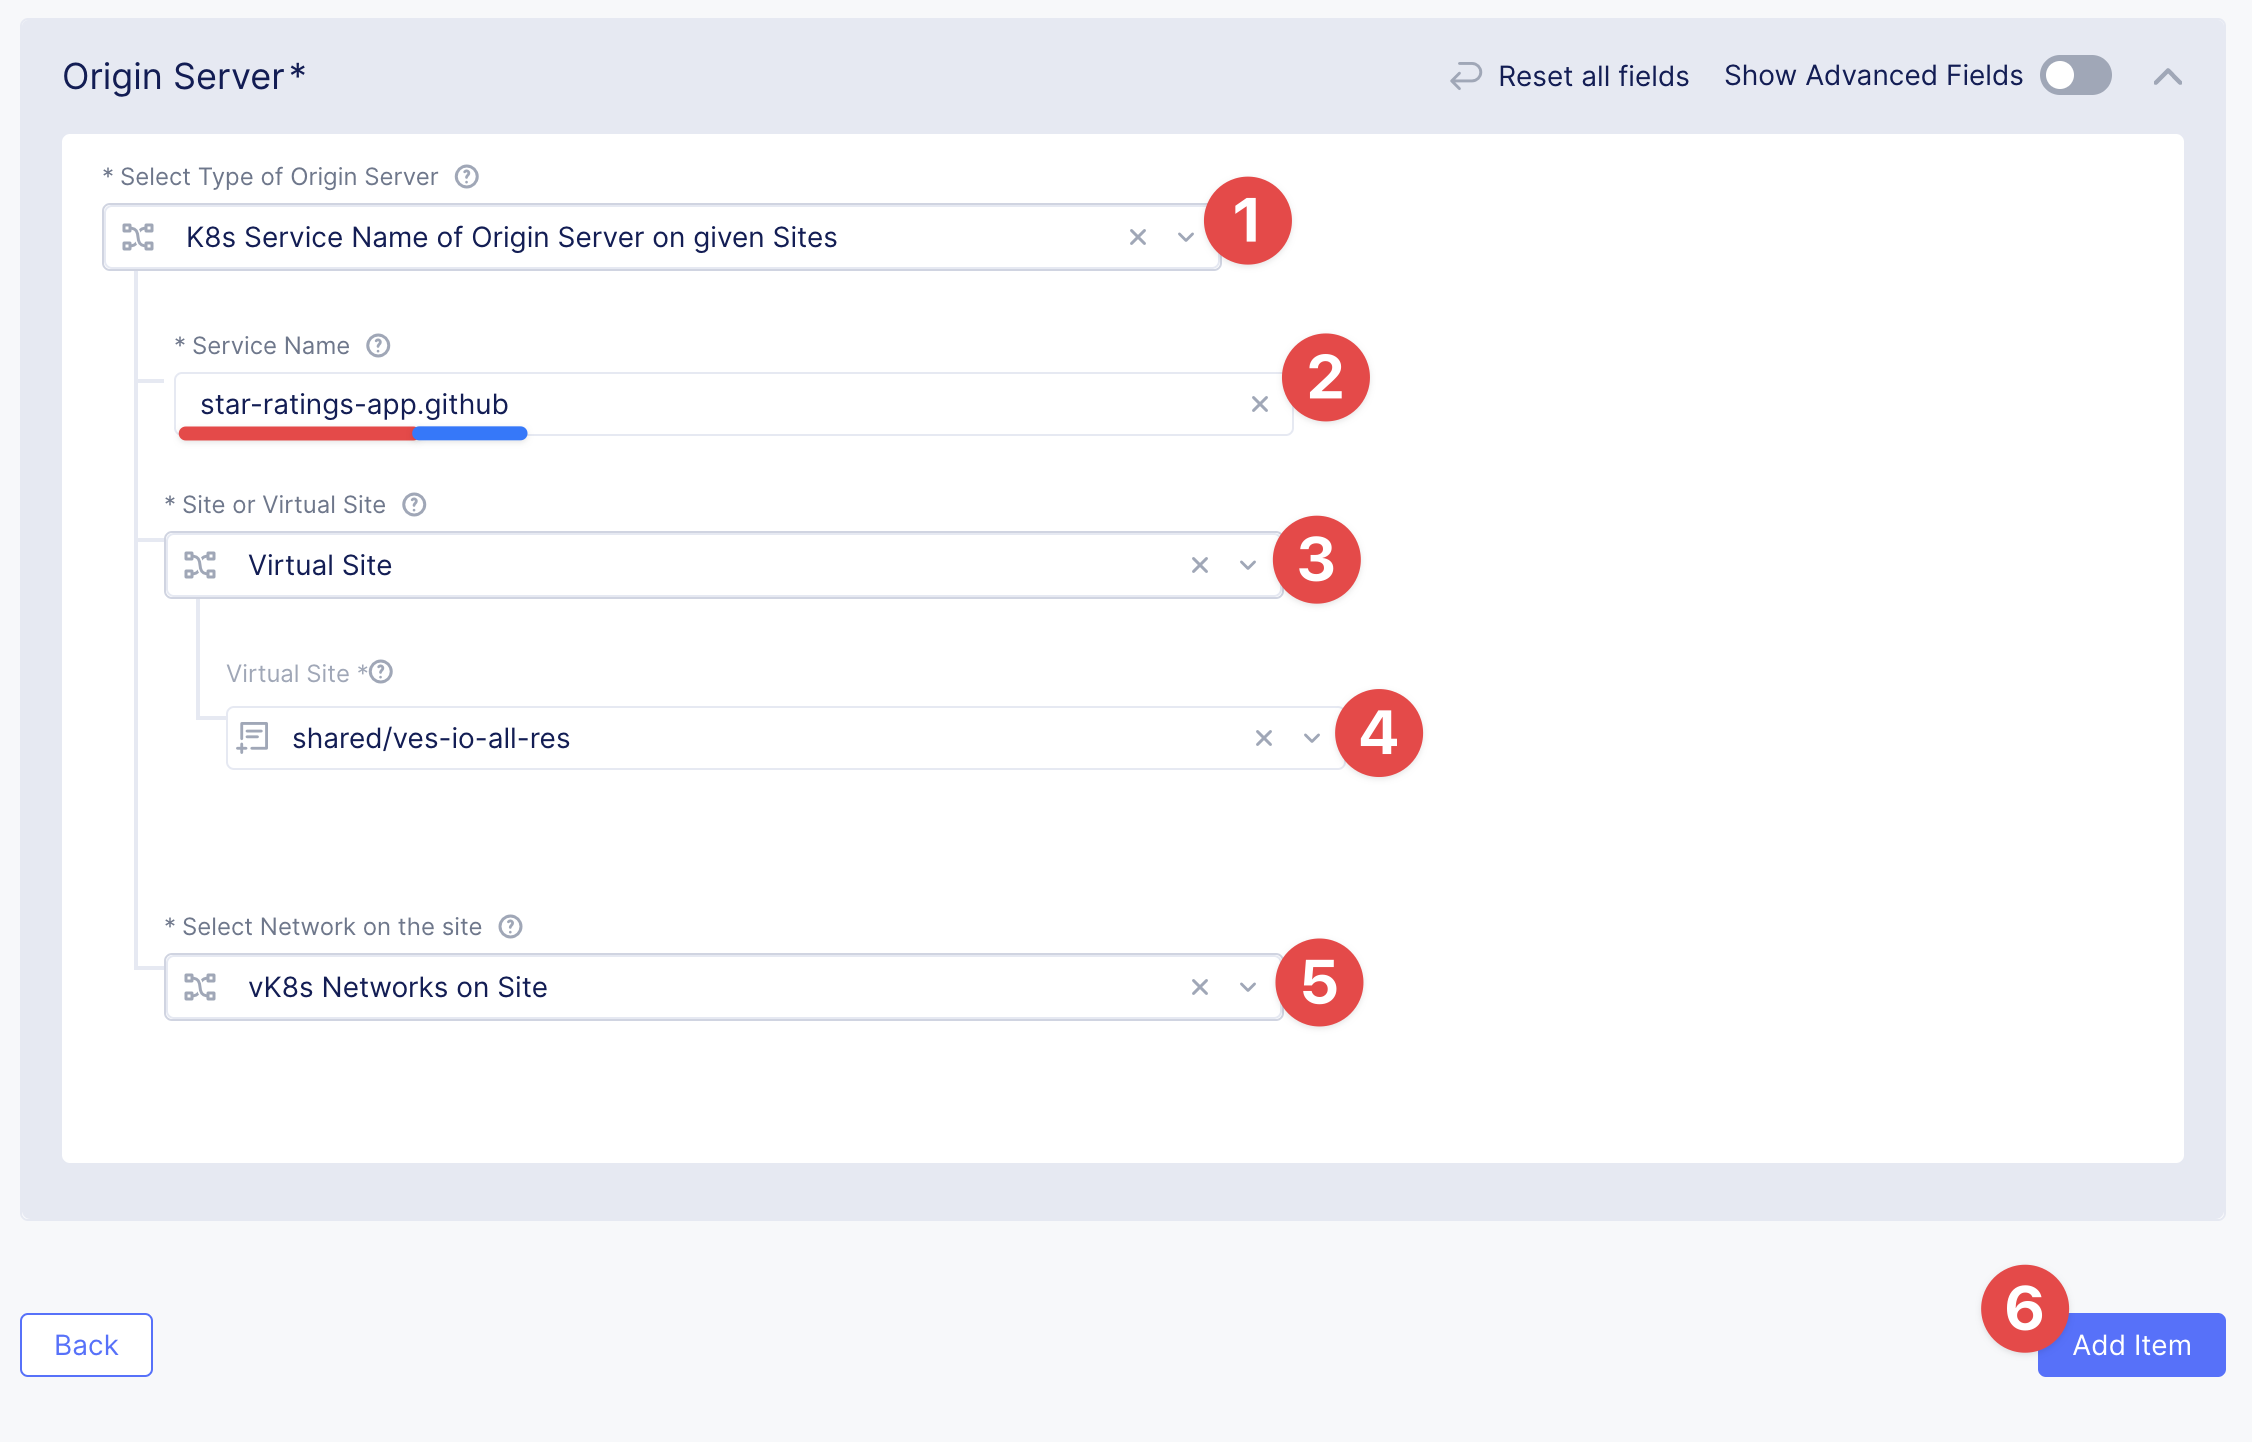 Origin Server*
Reset all fields
Show Advanced Fields
* Select Type of Origin Server
K8s Service Name of Origin Server on given Sites
1
* Service Name
star-ratings-app.github
2
* Site or Virtual Site
Virtual Site
3
Virtual Site *
shared/ves-io-all-res
4
* Select Network on the site
vK8s Networks on Site
5
6
Back
Add Item